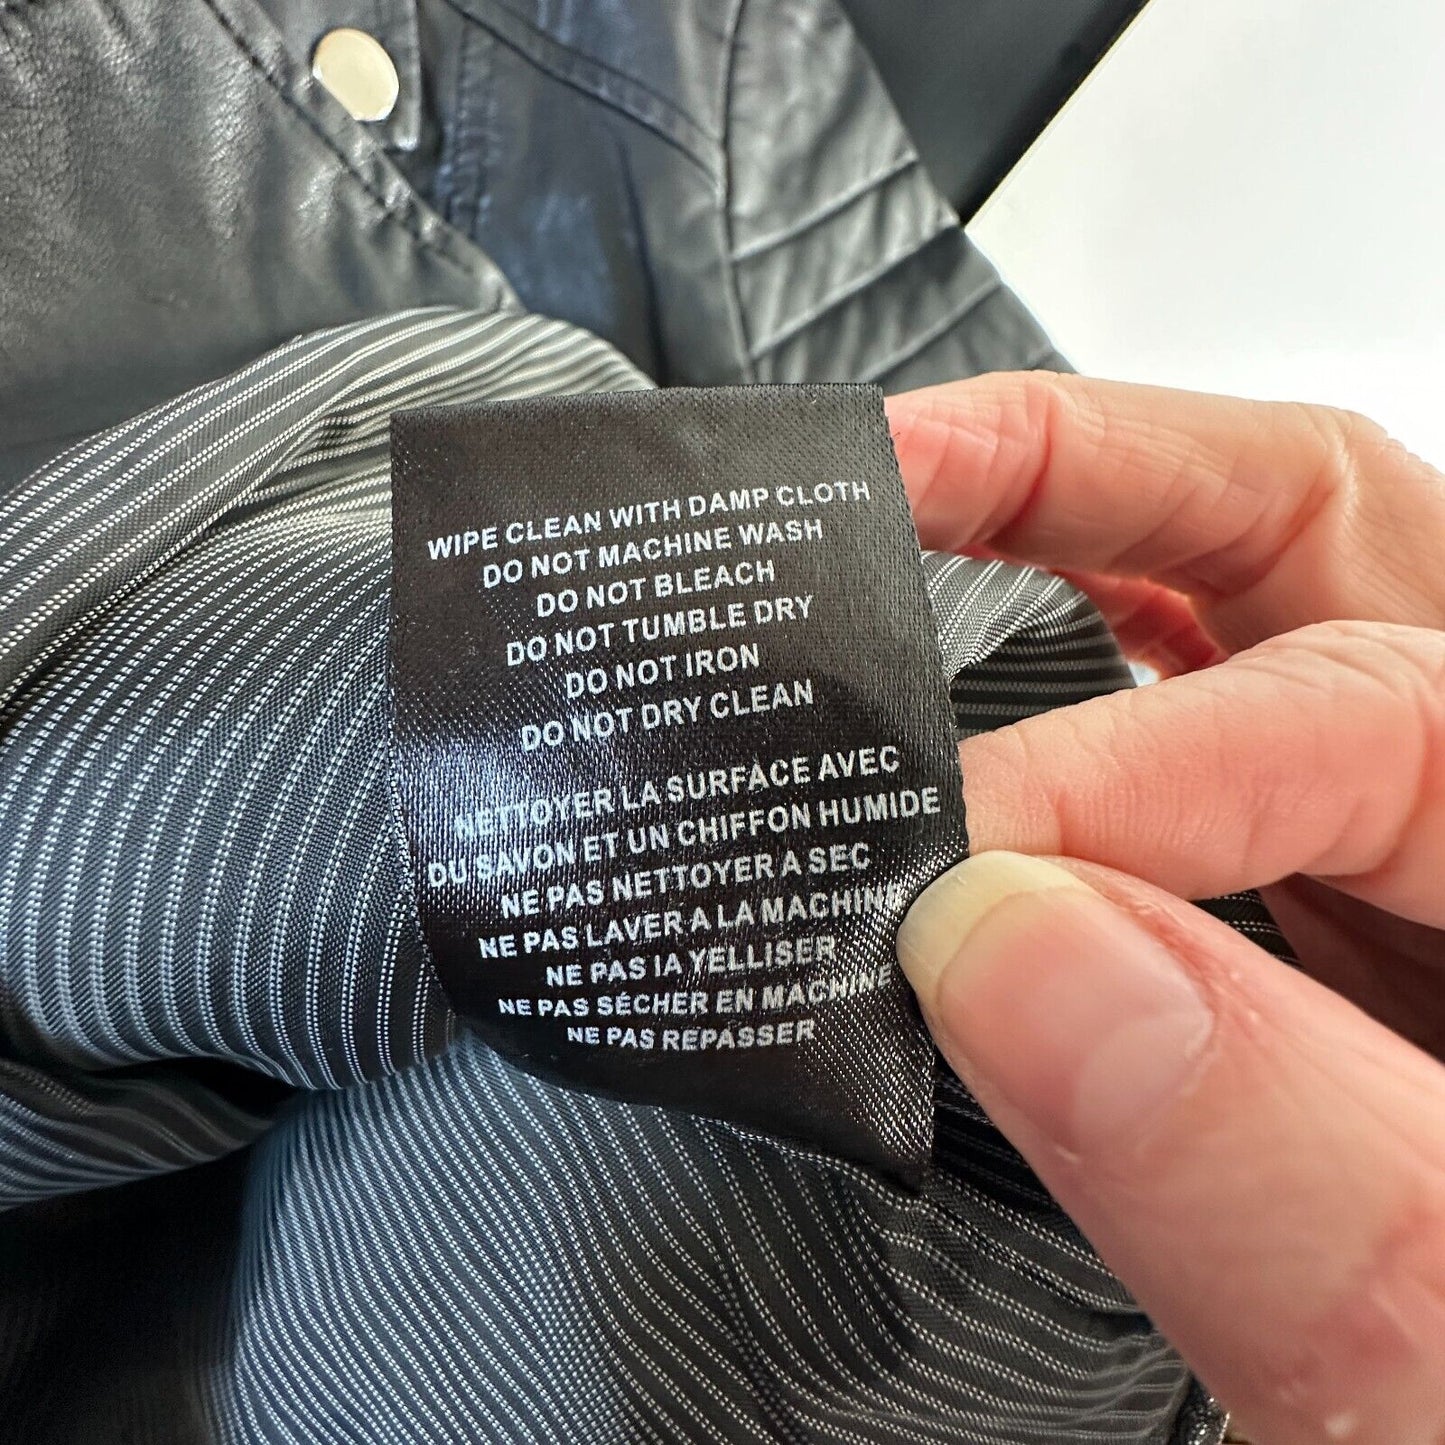 WIPE CLEAN WITH DAMP CLOTH
DO NOT MACHINE WASH
DO NOT BLEACH
DO NOT TUMBLE DRY
DO NOT IRON
DO NOT DRY CLEAN
NETTOYER LA SURFACE AVEC
DU SAVON ET UN CHIFFON HUMIDE
NE PAS NETTOYER A SEC
NE PAS LAVER A LA MACHINE
NE PAS IA YELLISER
NE PAS SÉCHER EN MACHINE
NE PAS REPASSER